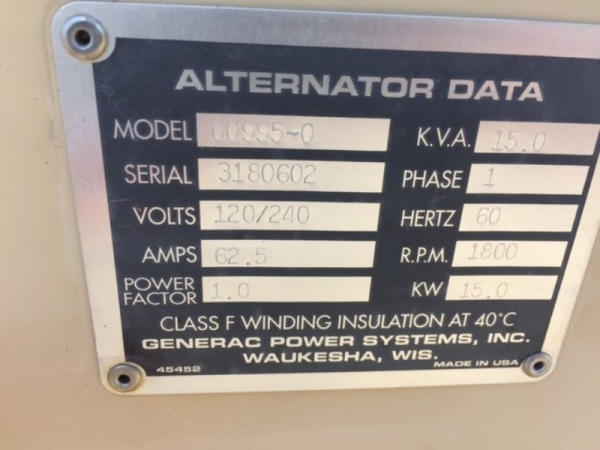 ALTERNATOR DATA
MODEL 00995-0 K.V.A. 15.0
SERIAL 3180602 PHASE 1
VOLTS 120/240 HERTZ 60
AMPS 62.5 R.P.M. 1800
POWER FACTOR 1.0 KW 15.0
CLASS F WINDING INSULATION AT 40°C
GENERAC POWER SYSTEMS, INC.
WAUKESHA, WIS.
45452 MADE IN USA